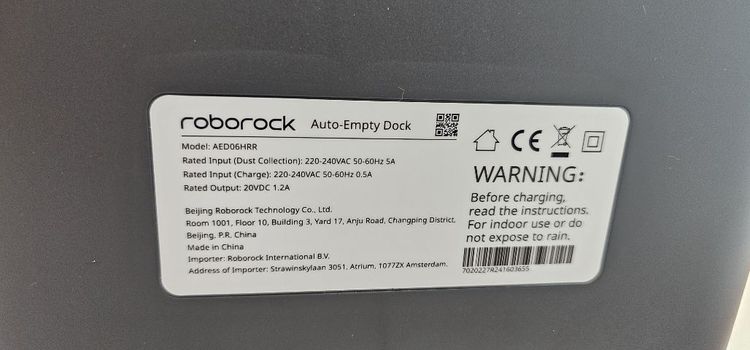 roborock Auto-Empty Dock
Model: AED06HRR
Rated Input (Dust Collection): 220-240VAC 50-60Hz 5A
Rated Input (Charge): 220-240VAC 50-60Hz 0.5A
Rated Output: 20VDC 1.2A
Beijing Roborock Technology Co., Ltd.
Room 1001, Floor 10, Building 3, Yard 17, Anju Road, Changping District,
Beijing, P.R. China
Made in China
Importer: Roborock International B.V.
Address of Importer: Strawinskylaan 3051, Atrium, 1077ZX Amsterdam.
CE
WARNING:
Before charging,
read the instructions.
For indoor use or do
not expose to rain.
7020227R241603655